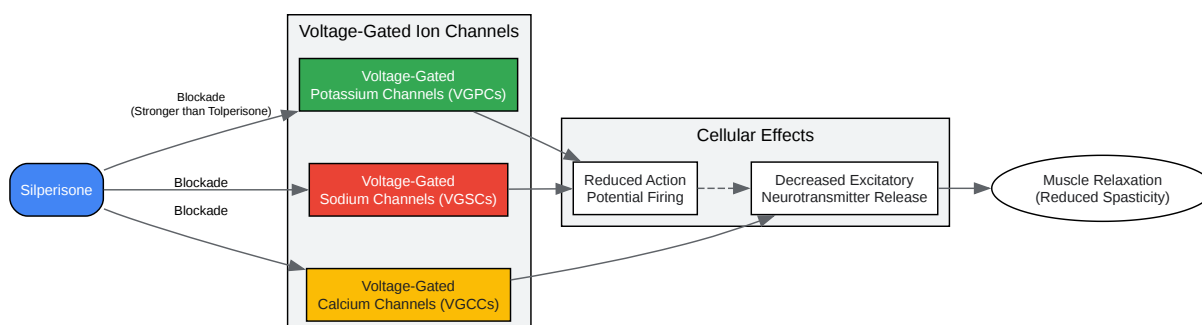 Voltage-Gated Ion Channels
Voltage-Gated
Potassium Channels (VGPCs)
Blockade
(Stronger than Tolperisone)
Cellular Effects
Silperisone
Blockade
Voltage-Gated
Sodium Channels (VGSCs)
Reduced Action
Potential Firing
Decreased Excitatory
Neurotransmitter Release
Muscle Relaxation
(Reduced Spasticity)
Blockade
Voltage-Gated
Calcium Channels (VGCCs)